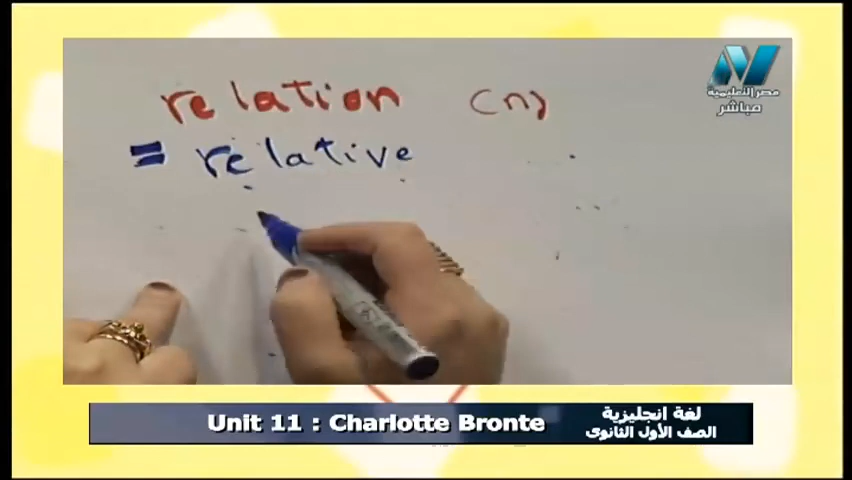 relation (n)
= relative
مصر التعليمية
مباشر
Unit 11 : Charlotte Bronte
لغة انجليزية
الصف الأول الثانوى